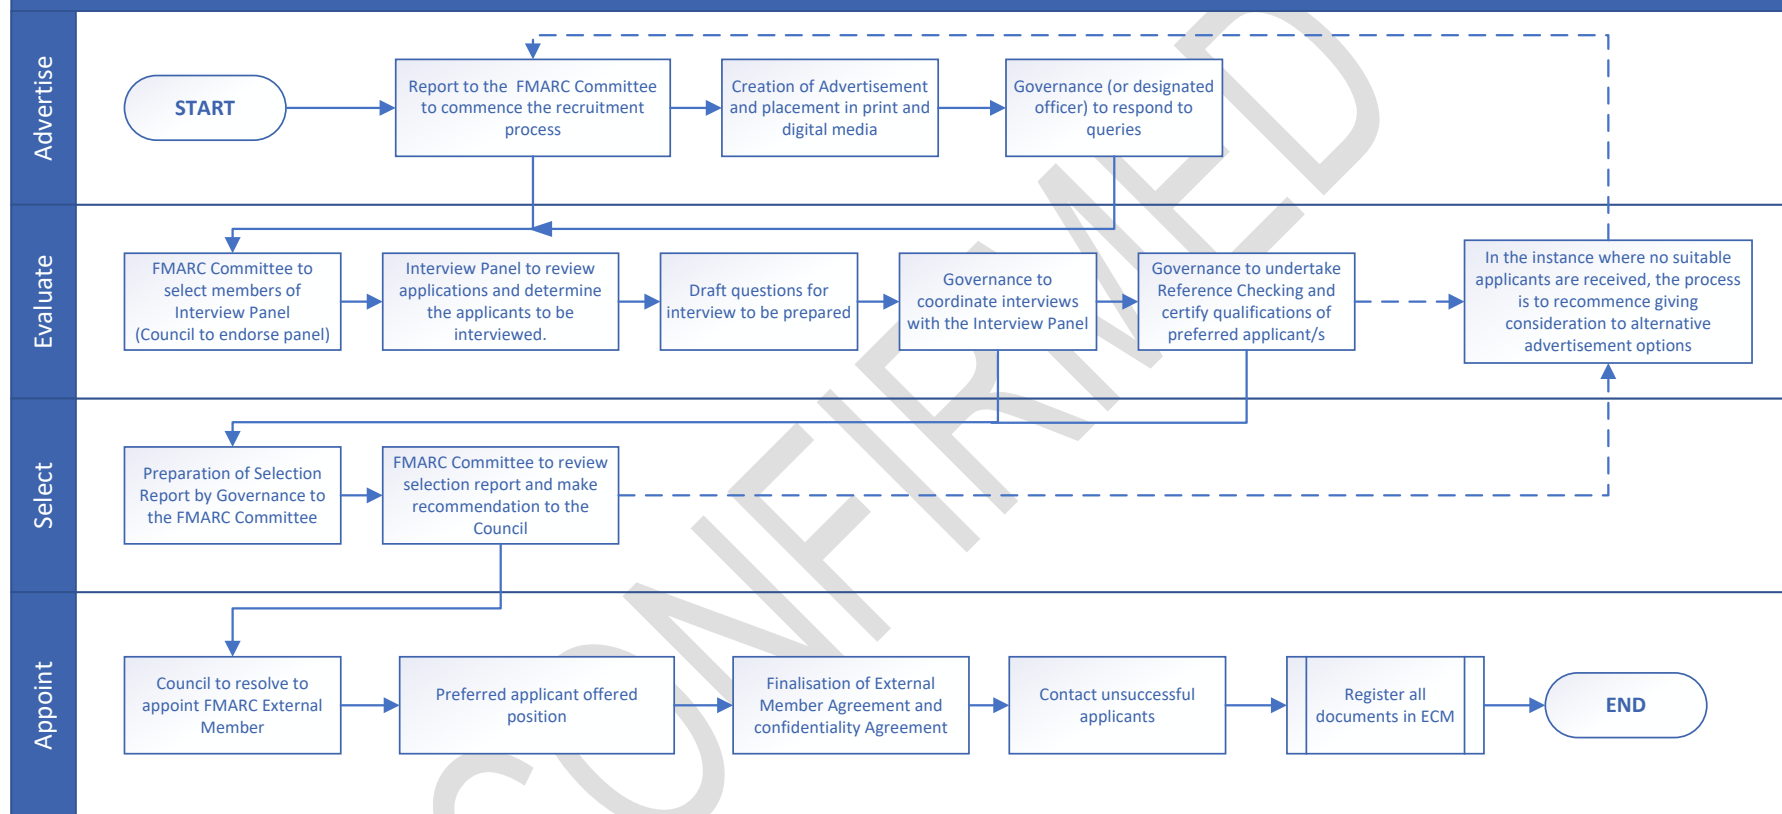 Advertise
START
Report to the FMARC Committee
to commence the recruitment
process
Creation of Advertisement
and placement in print and
digital media
Governance (or designated
officer) to respond to
queries
Evaluate
FMARC Committee to
select members of
Interview Panel
(Council to endorse panel)
Interview Panel to review
applications and determine
the applicants to be
interviewed.
Draft questions for
interview to be prepared
Governance to
coordinate interviews
with the Interview Panel
Governance to undertake
Reference Checking and
certify qualifications of
preferred applicant/s
In the instance where no suitable
applicants are received, the process
is to recommence giving
consideration to alternative
advertisement options
Select
Preparation of Selection
Report by Governance to
the FMARC Committee
FMARC Committee to review
selection report and make
recommendation to the
Council
Appoint
Council to resolve to
appoint FMARC External
Member
Preferred applicant offered
position
Finalisation of External
Member Agreement and
confidentiality Agreement
Contact unsuccessful
applicants
Register all
documents in ECM
END
CONFIRMED